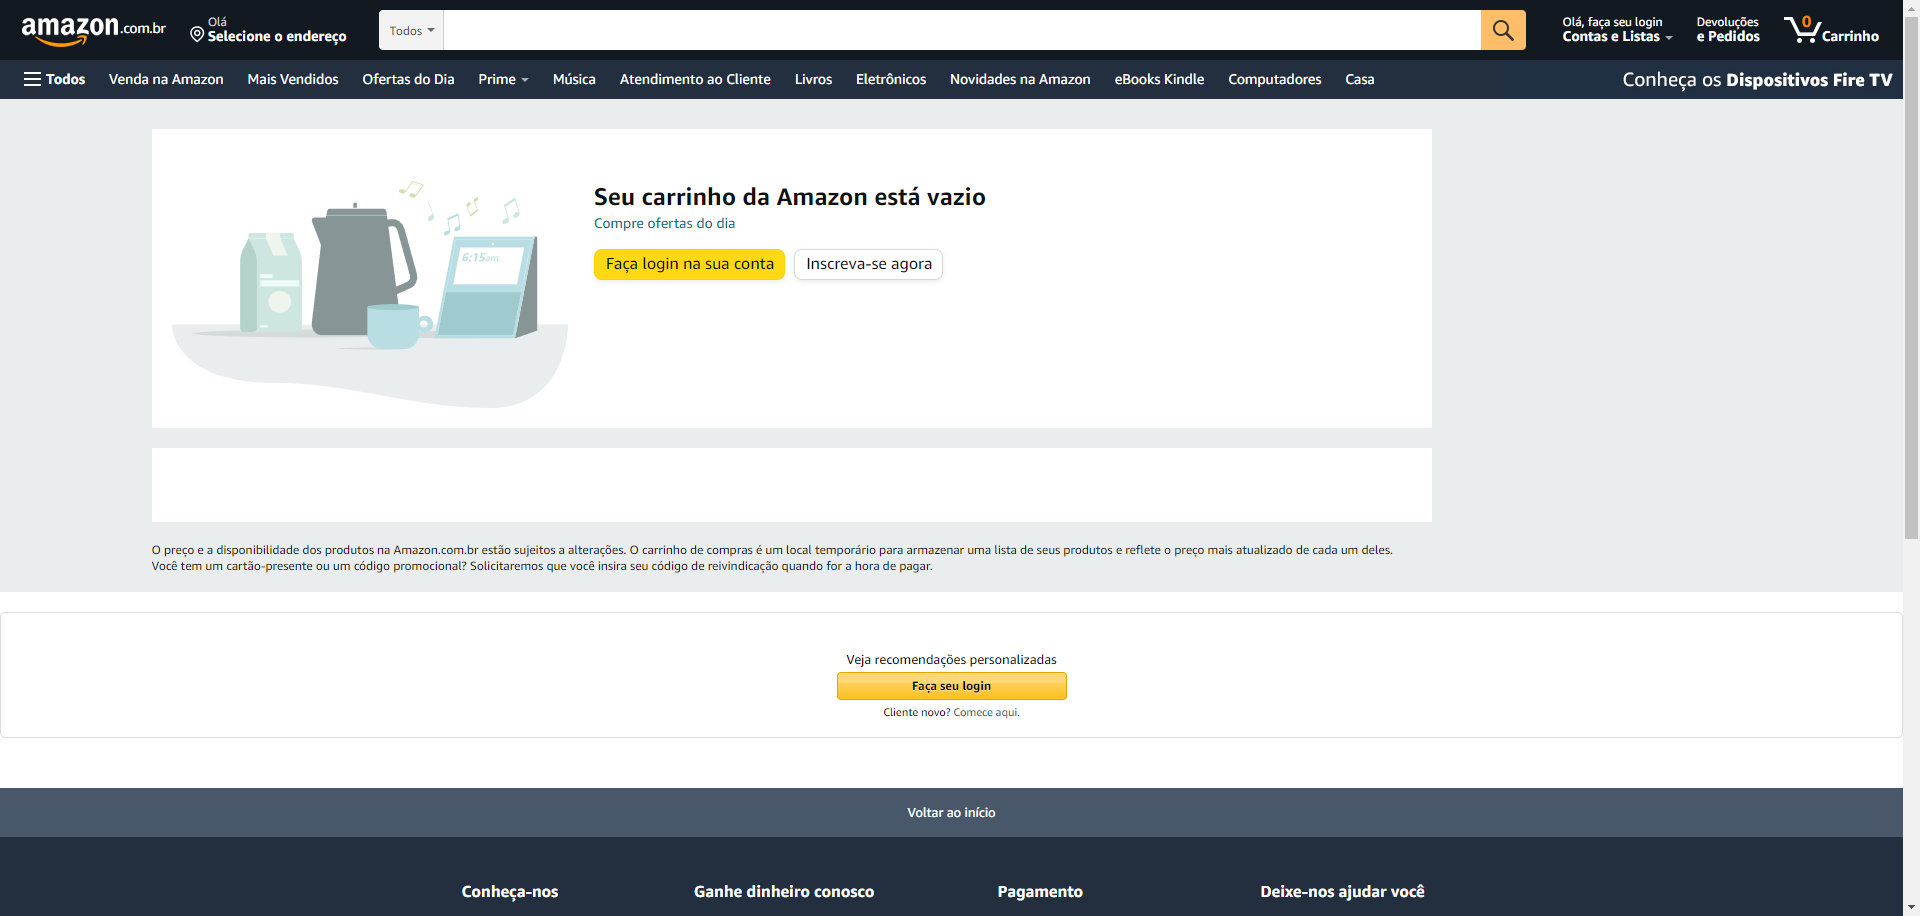 amazon.com.br
Olá
Selecione o endereço
Todos
Olá, faça seu login
Contas e Listas
Devoluções
e Pedidos
0
Carrinho
Todos
Venda na Amazon
Mais Vendidos
Ofertas do Dia
Prime
Música
Atendimento ao Cliente
Livros
Eletrônicos
Novidades na Amazon
eBooks Kindle
Computadores
Casa
Conheça os Dispositivos Fire TV
6:15am
Seu carrinho da Amazon está vazio
Compre ofertas do dia
Faça login na sua conta
Inscreva-se agora
O preço e a disponibilidade dos produtos na Amazon.com.br estão sujeitos a alterações. O carrinho de compras é um local temporário para armazenar uma lista de seus produtos e reflete o preço mais atualizado de cada um deles.
Você tem um cartão-presente ou um código promocional? Solicitaremos que você insira seu código de reivindicação quando for a hora de pagar.
Veja recomendações personalizadas
Faça seu login
Cliente novo? Comece aqui.
Voltar ao início
Conheça-nos
Ganhe dinheiro conosco
Pagamento
Deixe-nos ajudar você